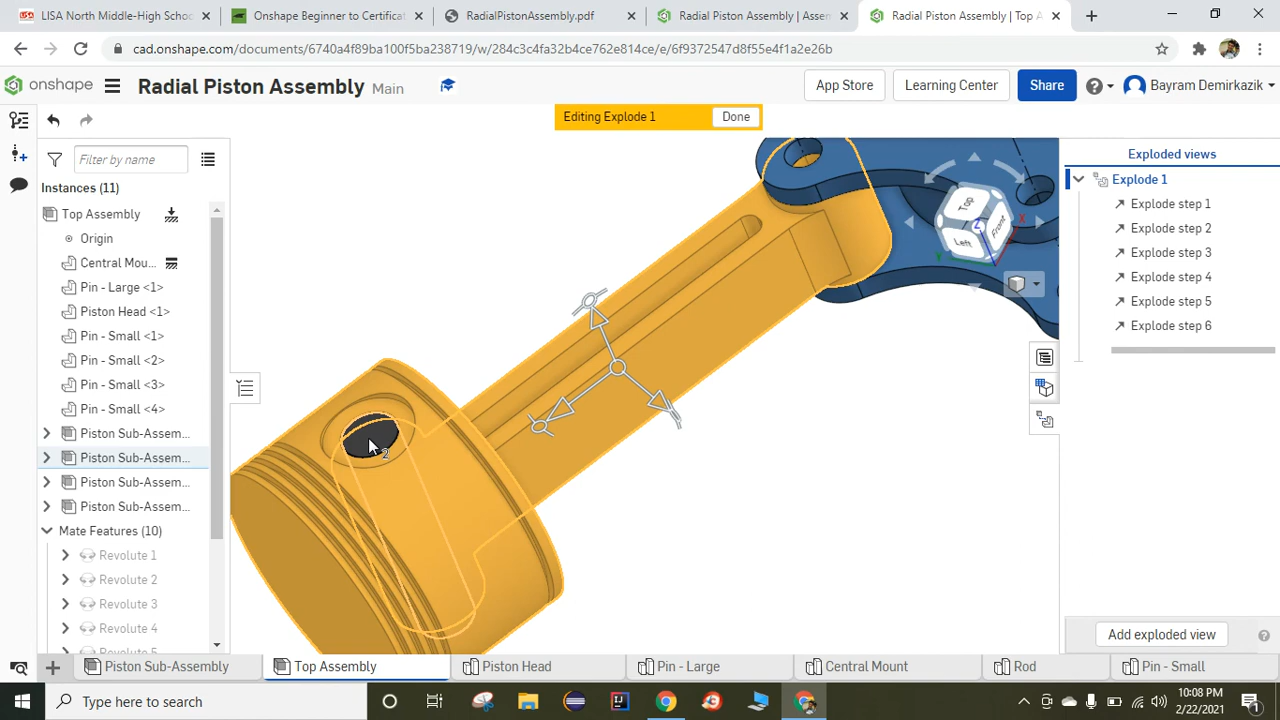 LISA North Middle-High Schoo
Onshape Beginner to Certificat
RadialPistonAssembly.pdf
Radial Piston Assembly | Assem
Radial Piston Assembly | Top A
cad.onshape.com/documents/6740a4f89ba100f5ba238719/w/284c3c4fa32b4ce762e814ce/e/6f9372547d8f55e4f1a2e26b
onshape
Radial Piston Assembly Main
App Store
Learning Center
Share
Bayram Demirkazik
Editing Explode 1
Done
Filter by name
Exploded views
Instances (11)
Explode 1
Top Assembly
Explode step 1
Origin
Explode step 2
Central Mou...
Explode step 3
Pin - Large <1>
Explode step 4
Piston Head <1>
Explode step 5
Pin - Small <1>
Explode step 6
Pin - Small <2>
Pin - Small <3>
Pin - Small <4>
Piston Sub-Assem...
Piston Sub-Assem...
Piston Sub-Assem...
Piston Sub-Assem...
Mate Features (10)
Revolute 1
Revolute 2
Revolute 3
Revolute 4
Top
Left
Front
X
Y
Z
2
Add exploded view
Piston Sub-Assembly
Top Assembly
Piston Head
Pin - Large
Central Mount
Rod
Pin - Small
Type here to search
10:08 PM
2/22/2021
1